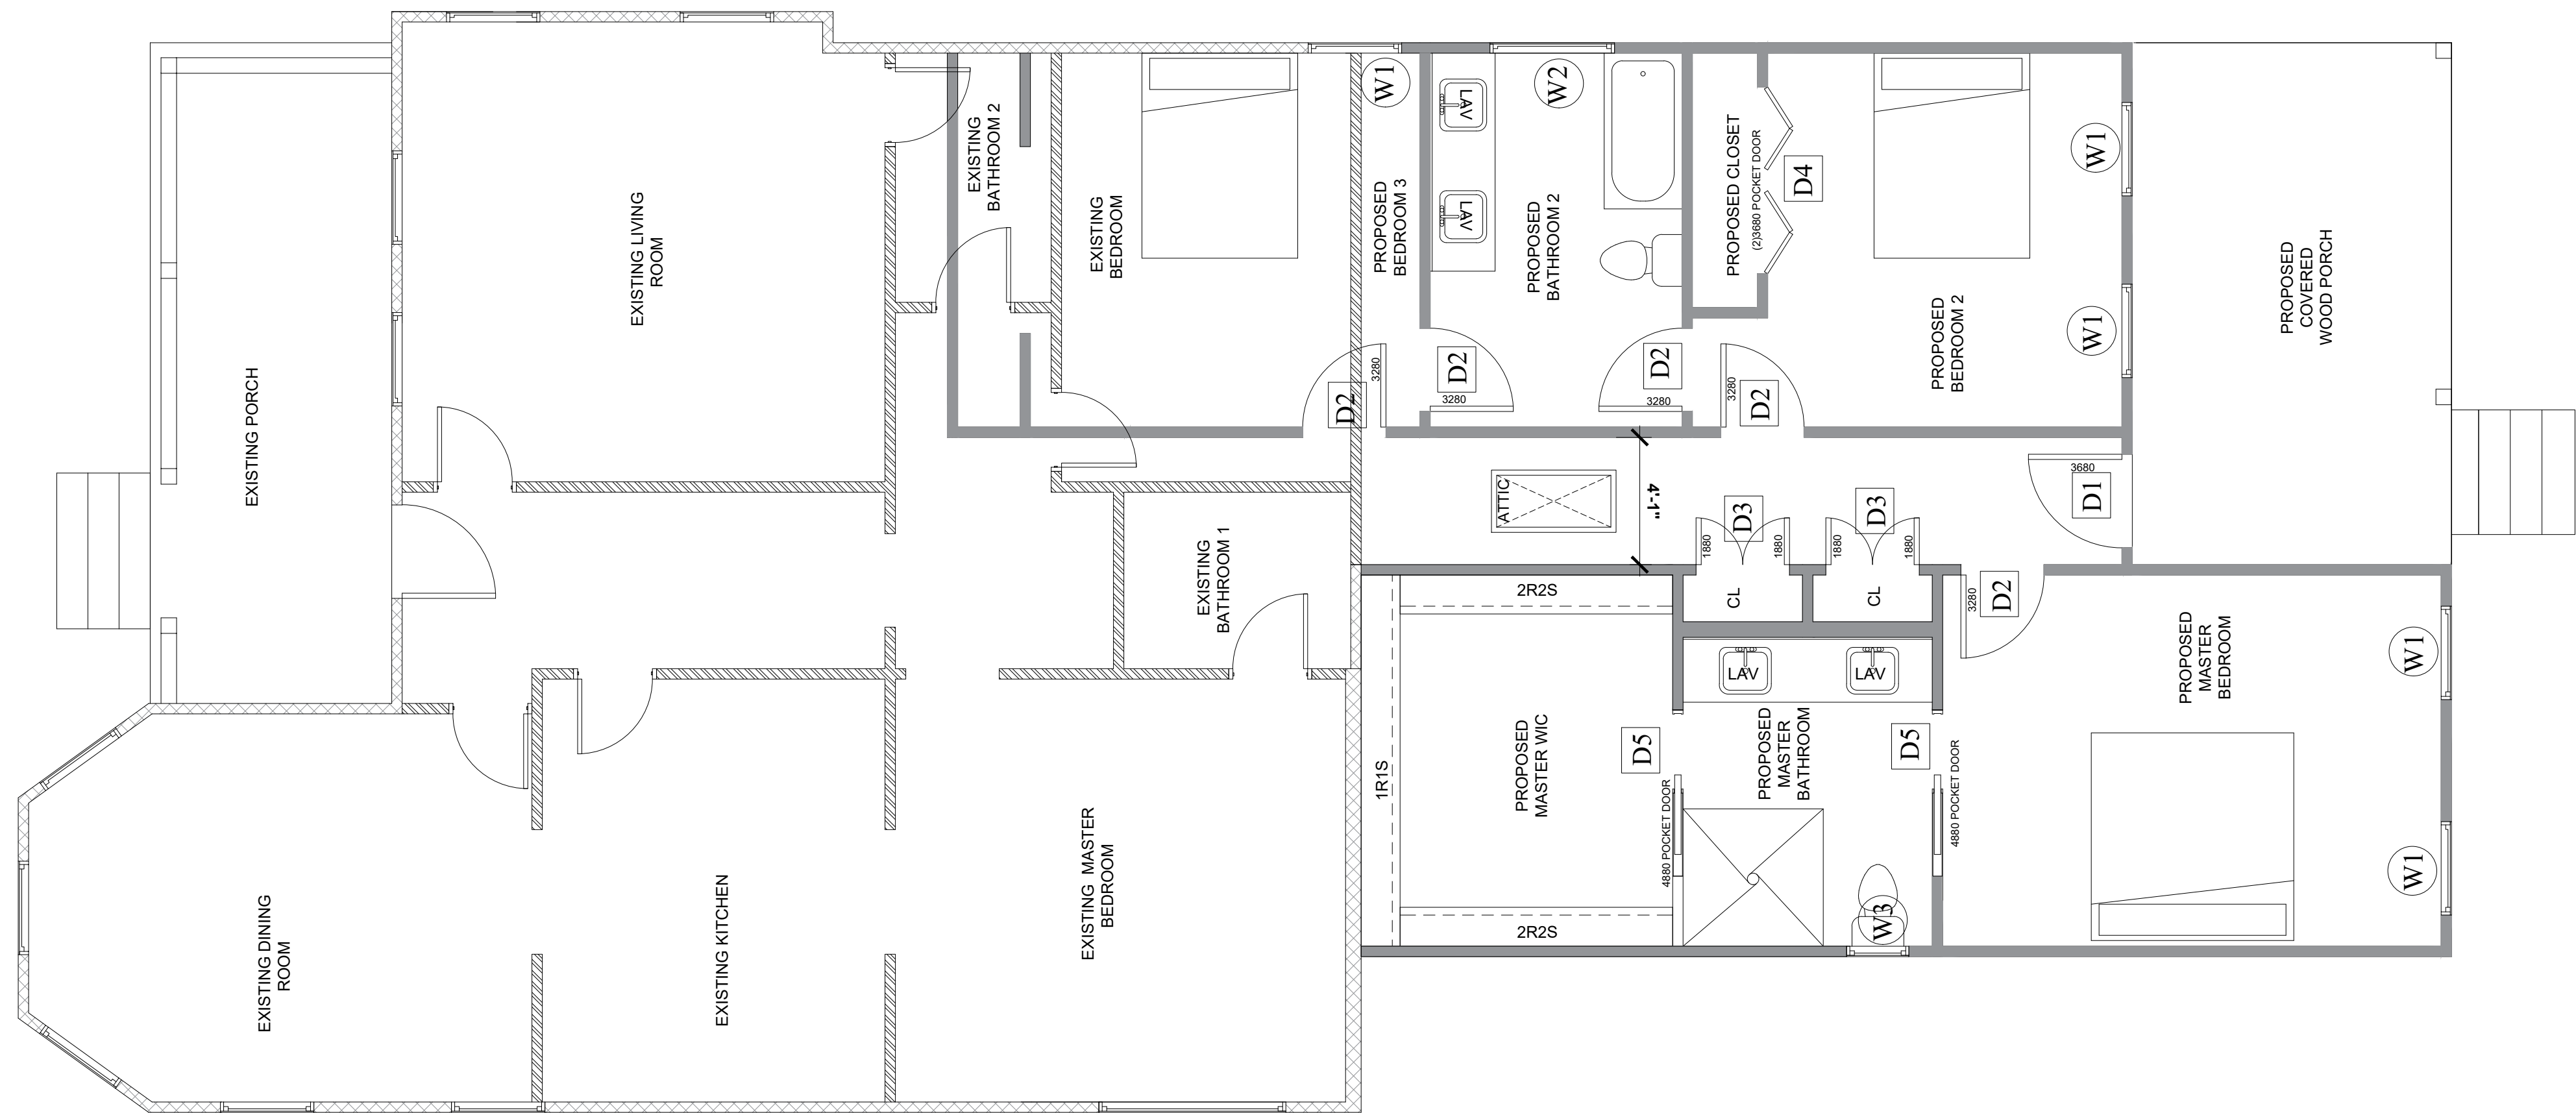 EXISTING PORCH
EXISTING LIVING
ROOM
EXISTING
BATHROOM 2
EXISTING
BEDROOM
W1
PROPOSED
BEDROOM 3
LAV
LAV
W2
PROPOSED
BATHROOM 2
PROPOSED CLOSET
(2)3680 POCKET DOOR
D4
PROPOSED
BEDROOM 2
W1
W1
PROPOSED
COVERED
WOOD PORCH
D2
3280
D2
3280
D2
3280
D2
3280
ATTIC
4'-1"
D3
1880
1880
D3
1880
1880
D1
3680
CL
CL
D2
3280
EXISTING
BATHROOM 1
2R2S
1R1S
2R2S
PROPOSED
MASTER WIC
LAV
LAV
D5
4880 POCKET DOOR
PROPOSED
MASTER
BATHROOM
D5
4880 POCKET DOOR
W3
PROPOSED
MASTER
BEDROOM
W1
W1
EXISTING DINING
ROOM
EXISTING KITCHEN
EXISTING MASTER
BEDROOM